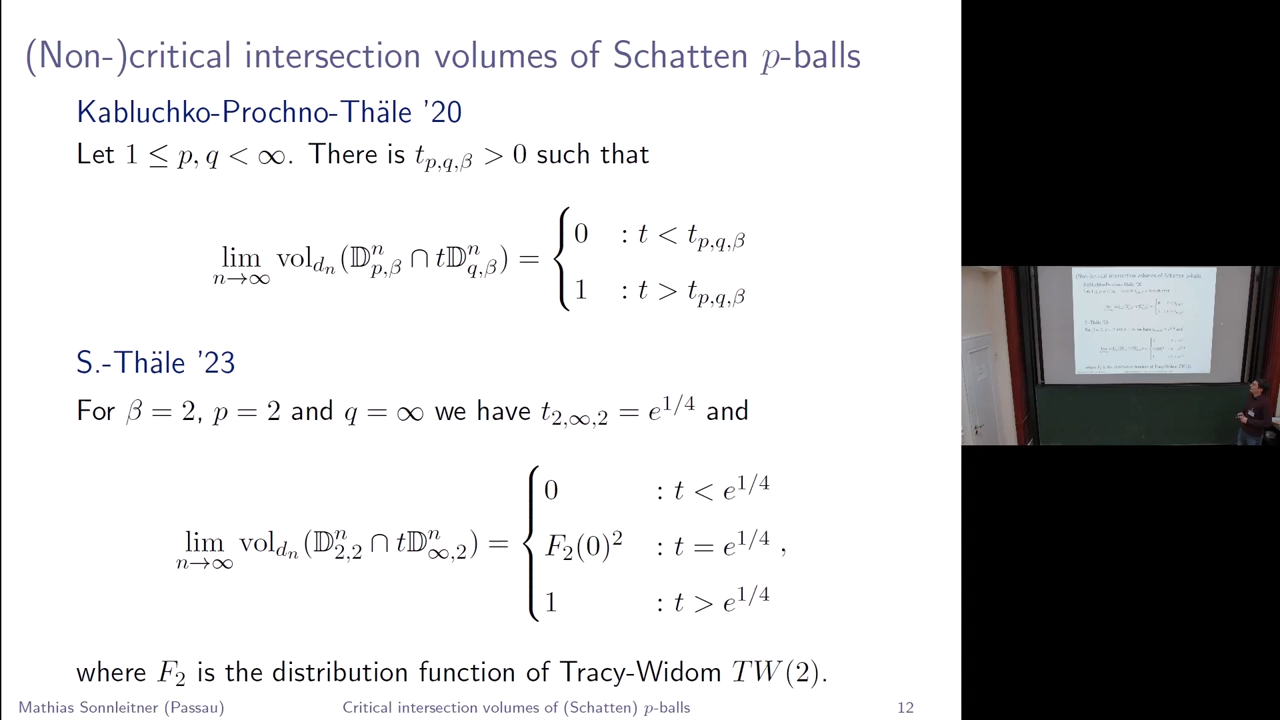 (Non-)critical intersection volumes of Schatten p-balls
Kabluchko-Prochno-Thäle '20
Let 1 ≤ p, q < ∞. There is t_{p,q,β} > 0 such that
lim_{n→∞} vol_{d_n}(𝔻^n_{p,β} ∩ t𝔻^n_{q,β}) = { 0 : t < t_{p,q,β}
1 : t > t_{p,q,β}
S.-Thäle '23
For β = 2, p = 2 and q = ∞ we have t_{2,∞,2} = e^{1/4} and
lim_{n→∞} vol_{d_n}(𝔻^n_{2,2} ∩ t𝔻^n_{∞,2}) = { 0 : t < e^{1/4}
F_2(0)^2 : t = e^{1/4} ,
1 : t > e^{1/4}
where F_2 is the distribution function of Tracy-Widom TW(2).
Mathias Sonnleitner (Passau) Critical intersection volumes of (Schatten) p-balls 12